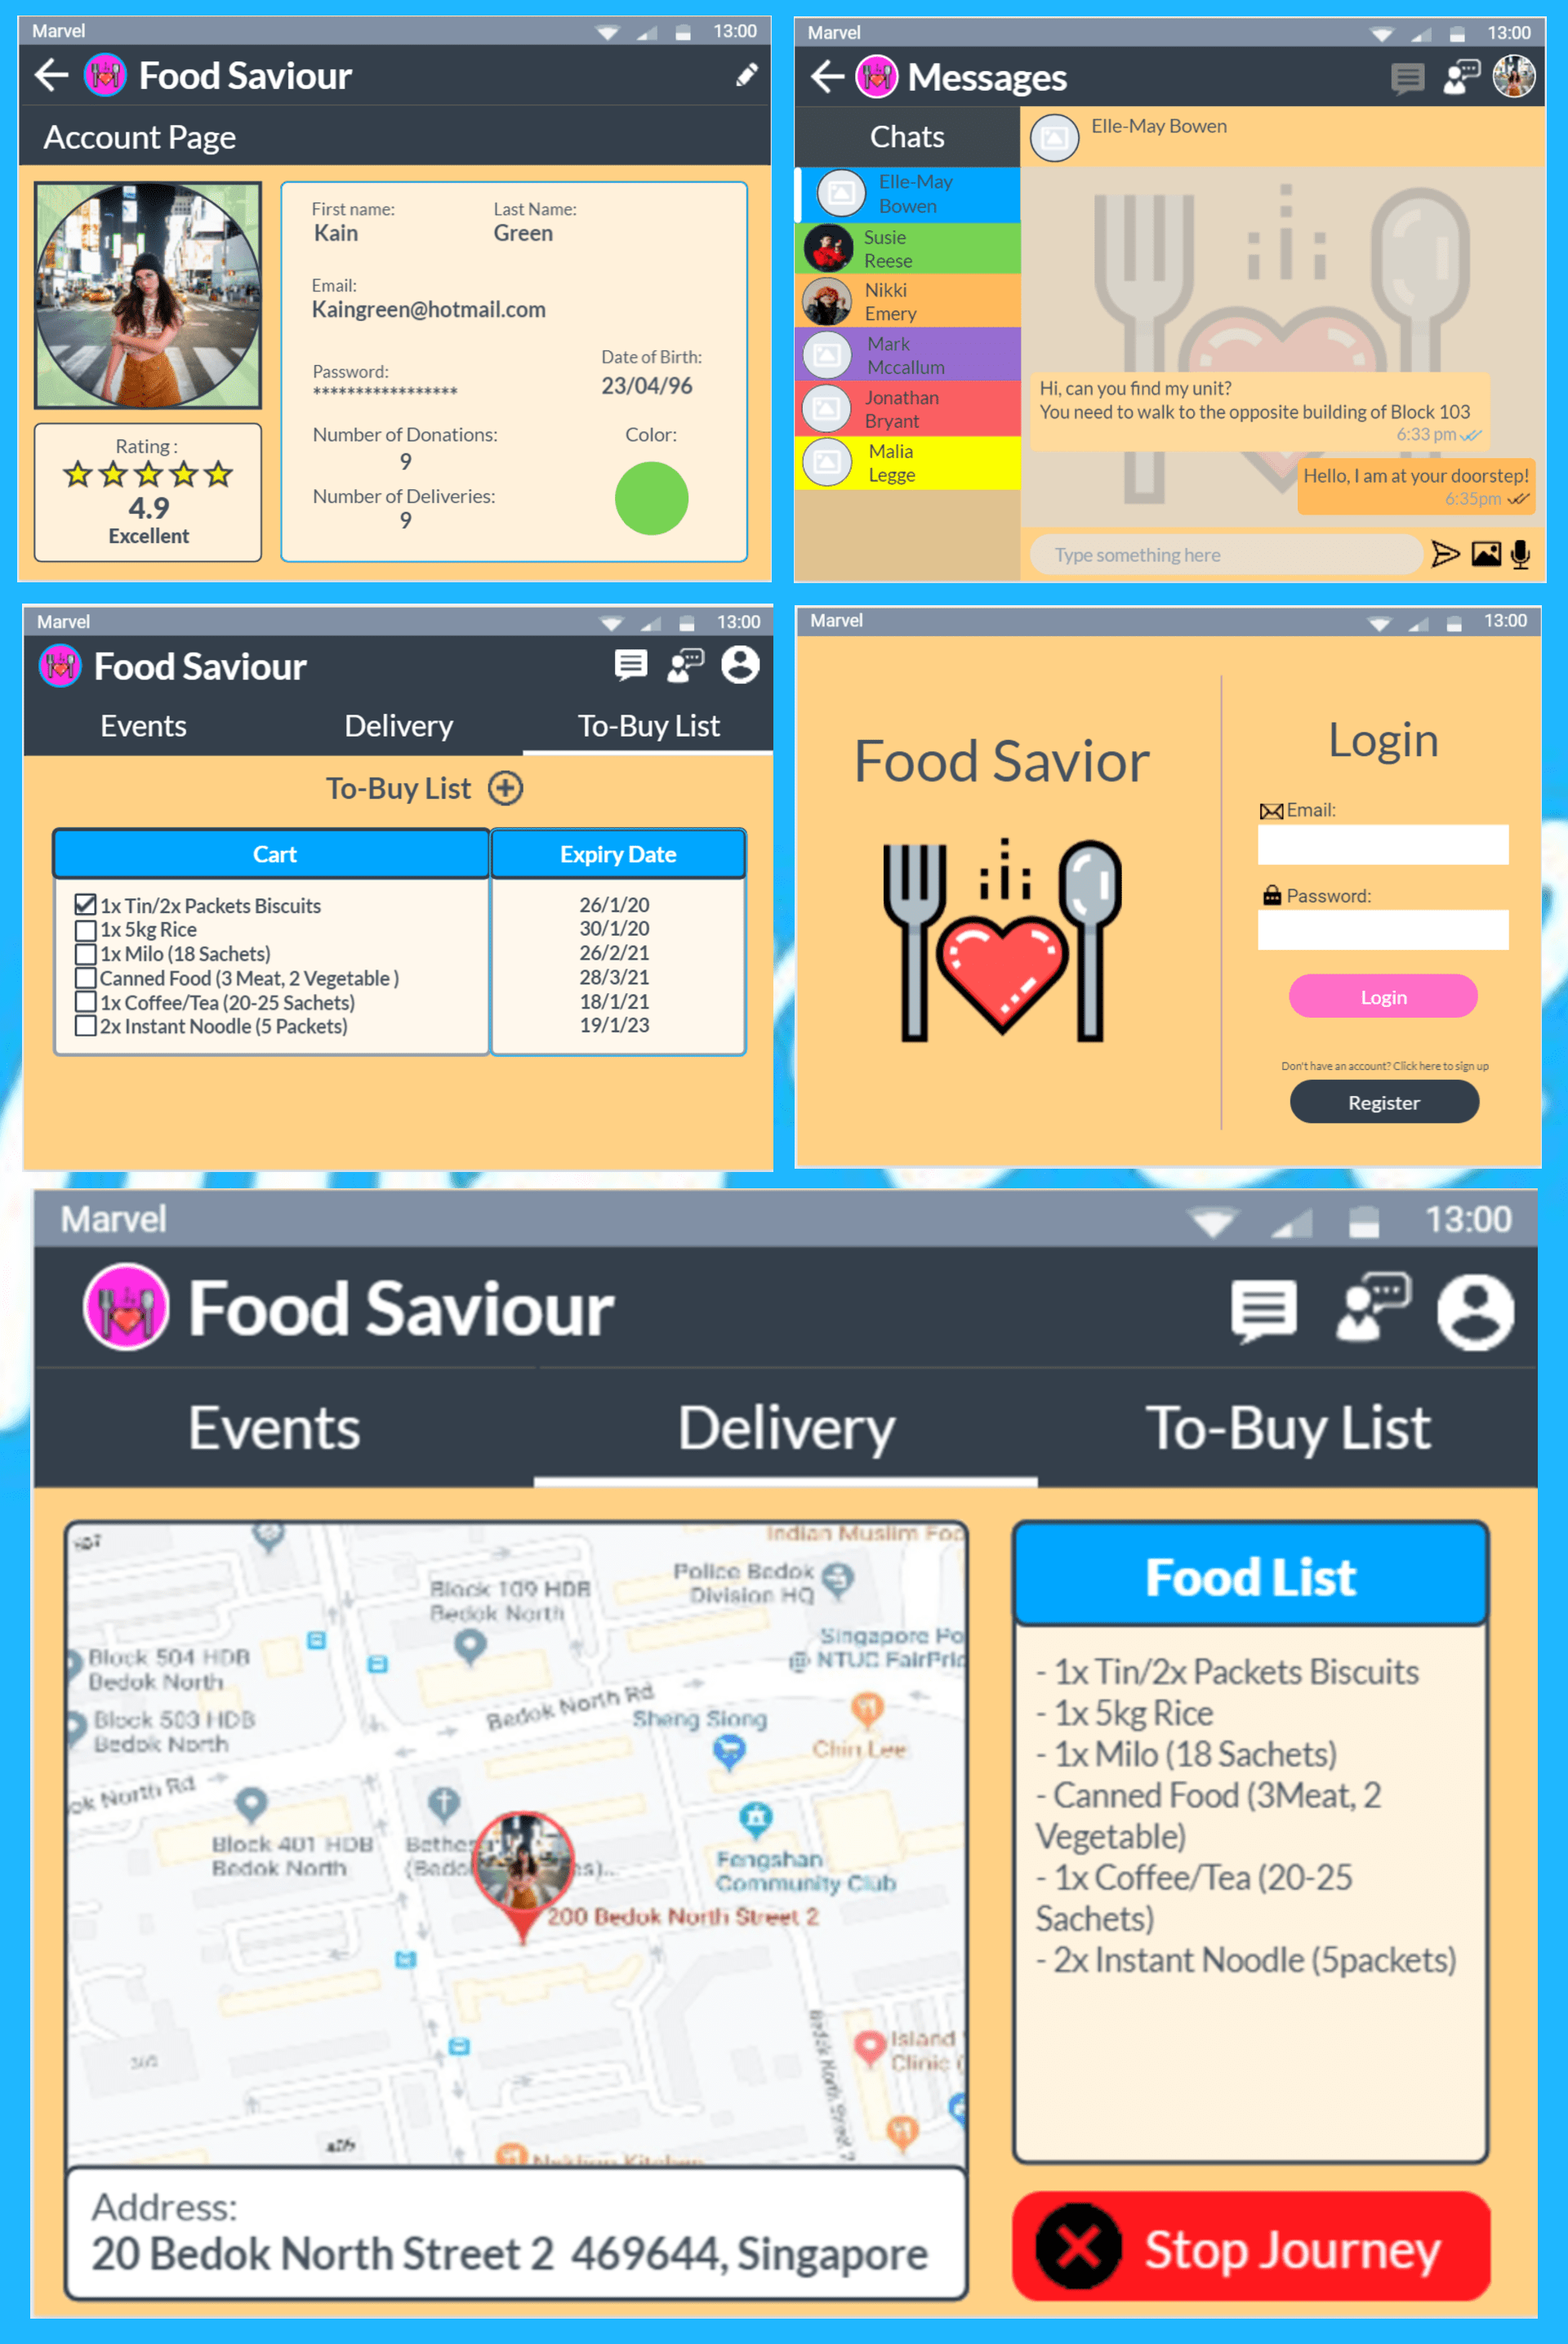 Marvel 13:00
Food Saviour
Account Page
First name: Last Name:
Kain Green
Email:
Kaingreen@hotmail.com
Password:
*****************
Date of Birth:
23/04/96
Number of Donations:
9
Color:
Number of Deliveries:
9
Rating :
4.9
Excellent
Marvel 13:00
Messages
Chats
Elle-May
Bowen
Susie
Reese
Nikki
Emery
Mark
Mccallum
Jonathan
Bryant
Malia
Legge
Elle-May Bowen
Hi, can you find my unit?
You need to walk to the opposite building of Block 103
6:33 pm
Hello, I am at your doorstep!
6:35pm
Type something here
Marvel 13:00
Food Saviour
Events Delivery To-Buy List
To-Buy List
Cart Expiry Date
1x Tin/2x Packets Biscuits 26/1/20
1x 5kg Rice 30/1/20
1x Milo (18 Sachets) 26/2/21
Canned Food (3 Meat, 2 Vegetable ) 28/3/21
1x Coffee/Tea (20-25 Sachets) 18/1/21
2x Instant Noodle (5 Packets) 19/1/23
Marvel 13:00
Food Savior
Login
Email:
Password:
Login
Don't have an account? Click here to sign up
Register
Marvel 13:00
Food Saviour
Events Delivery To-Buy List
Indian Muslim Foo
Police Bedok
Division HQ
Block 109 HDB
Bedok North
Singapore Po
@ NTUC FairPric
Block 504 HDB
Bedok North
Block 503 HDB
Bedok North
Bedok North Rd
Sheng Siong
Chin Lee
ok North Rd
Block 401 HDB
Bedok North
Bethe
(Bedo es)...
Fengshan
Community Club
200 Bedok North Street 2
Bedok North Street 2
Island
Clinic (
Address:
20 Bedok North Street 2 469644, Singapore
Food List
- 1x Tin/2x Packets Biscuits
- 1x 5kg Rice
- 1x Milo (18 Sachets)
- Canned Food (3Meat, 2
Vegetable)
- 1x Coffee/Tea (20-25
Sachets)
- 2x Instant Noodle (5packets)
Stop Journey